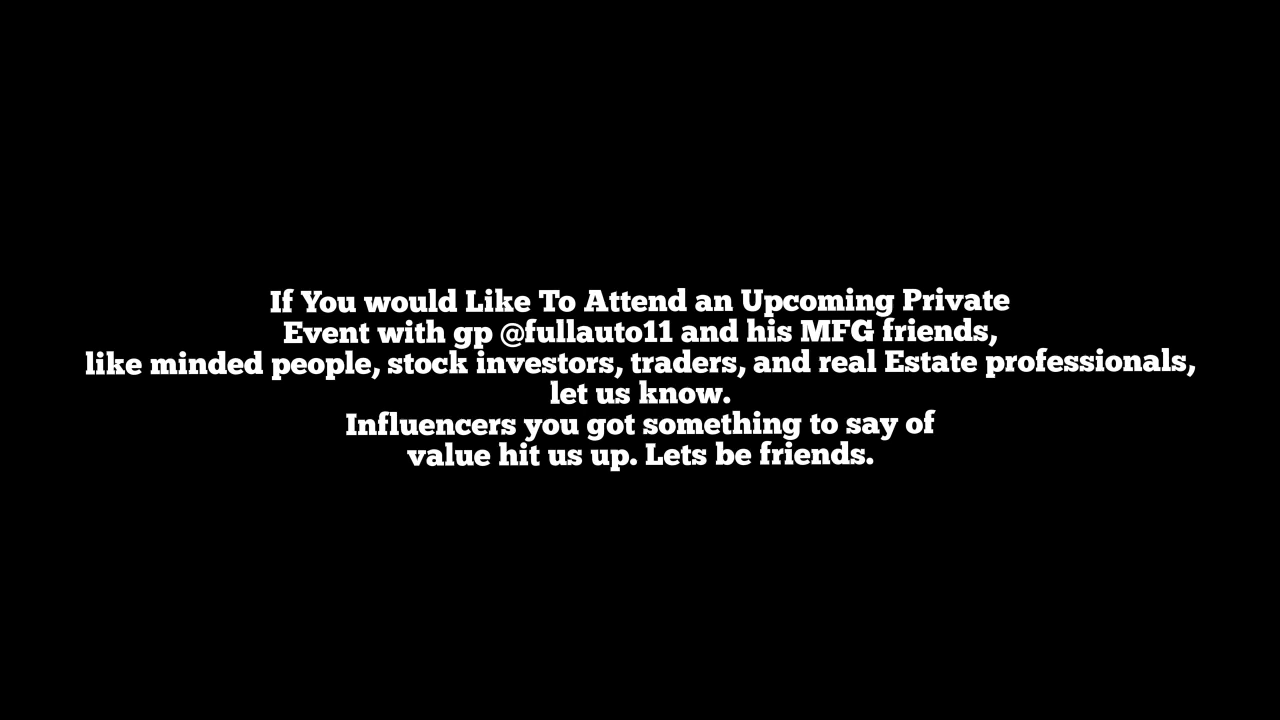 If You would Like To Attend an Upcoming Private
Event with gp @fullauto11 and his MFG friends,
like minded people, stock investors, traders, and real Estate professionals,
let us know.
Influencers you got something to say of
value hit us up. Lets be friends.